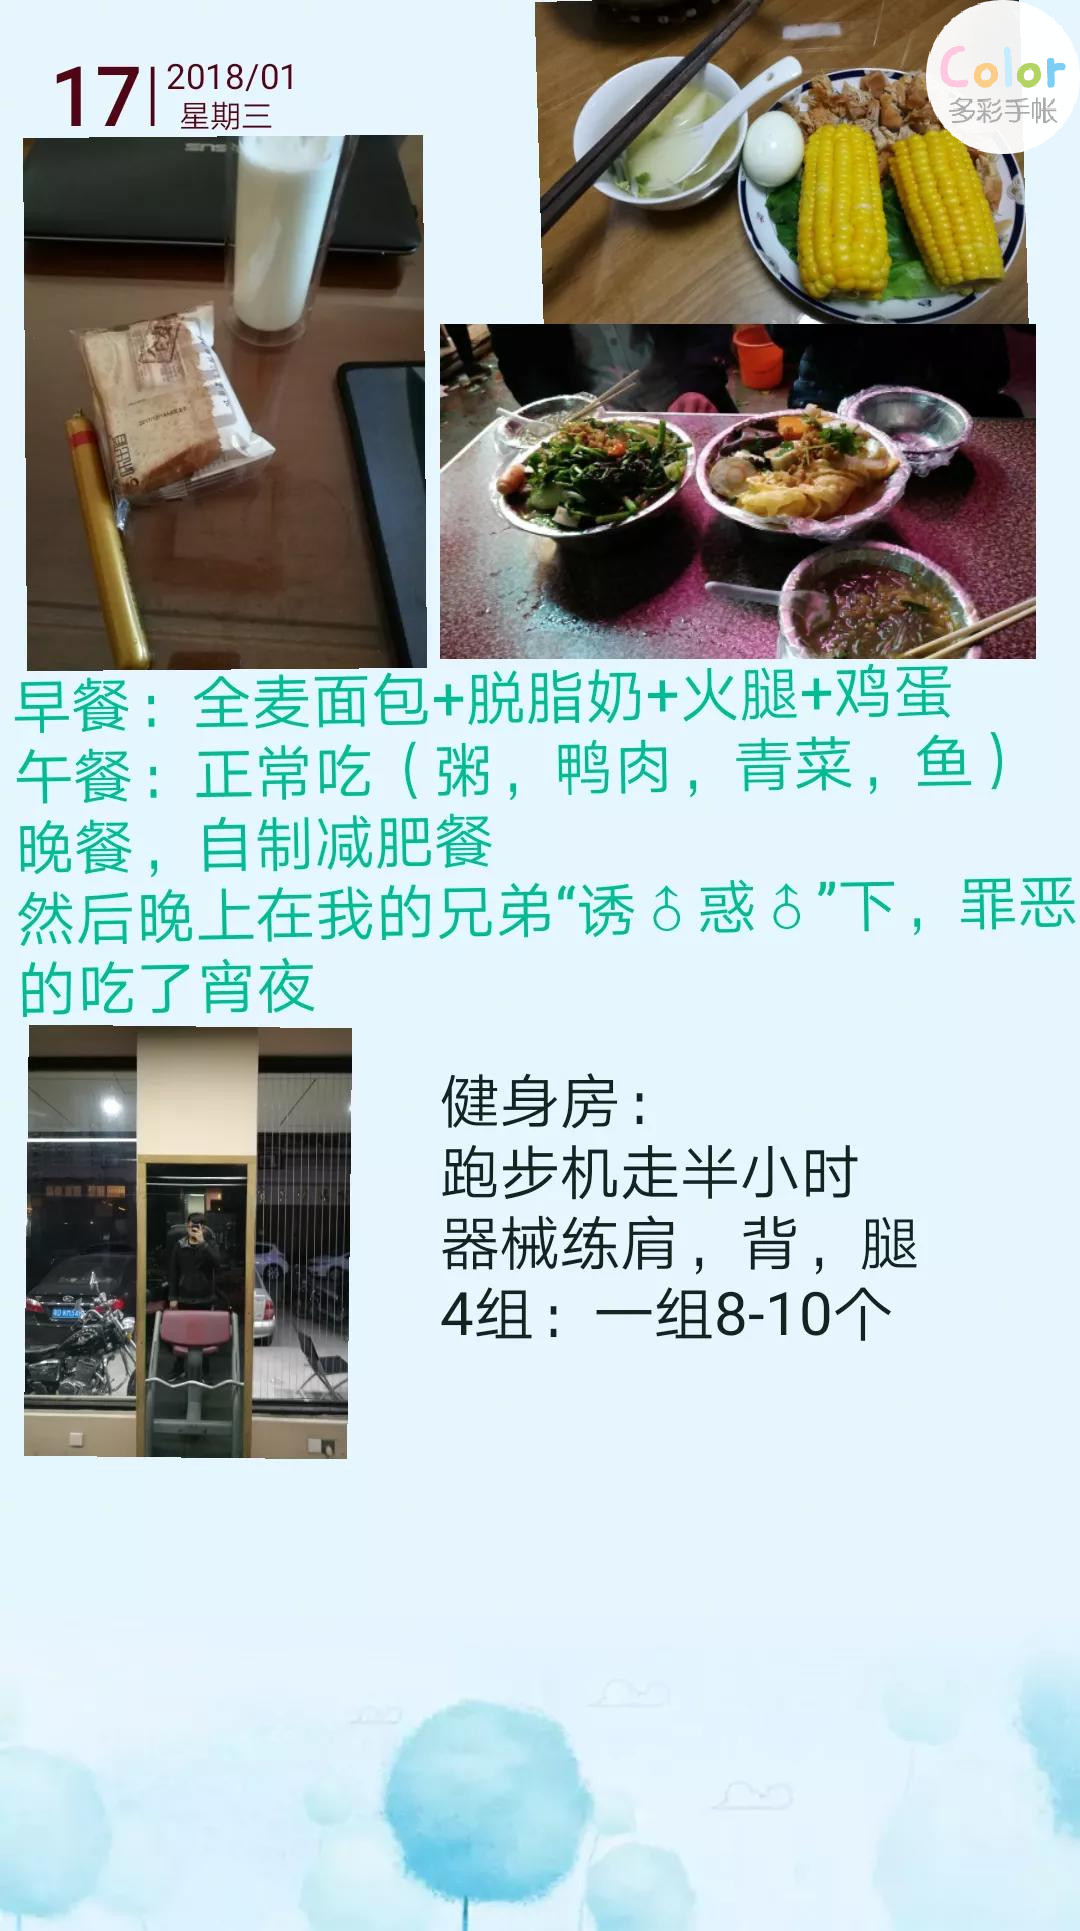 17
2018/01
星期三
Color
多彩手帐
早餐：全麦面包+脱脂奶+火腿+鸡蛋
午餐：正常吃（粥，鸭肉，青菜，鱼）
晚餐，自制减肥餐
然后晚上在我的兄弟“诱♂惑♂”下，罪恶
的吃了宵夜
健身房：
跑步机走半小时
器械练肩，背，腿
4组：一组8-10个